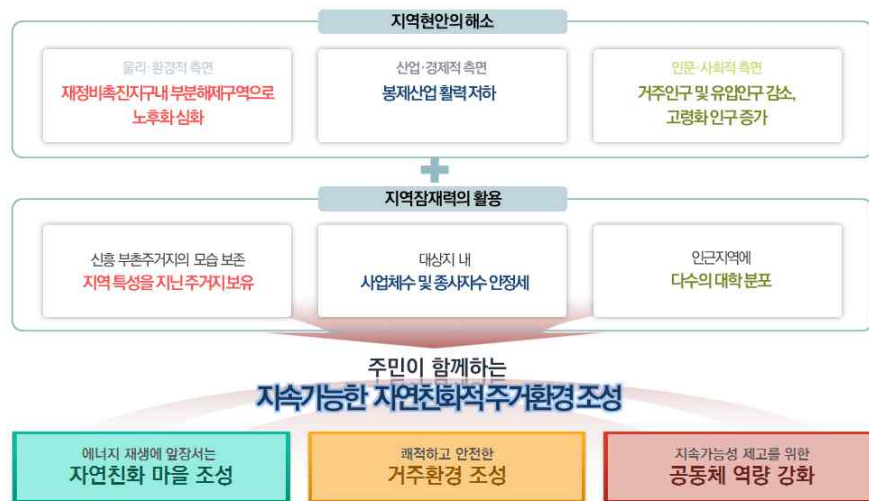 지역현안의 해소
물리·환경적 측면
재정비촉진지구내 부분해제구역으로
노후화 심화
산업·경제적 측면
봉제산업 활력 저하
인문·사회적 측면
거주인구 및 유입인구 감소,
고령화 인구 증가
지역잠재력의 활용
신흥 부촌주거지의 모습 보존
지역 특성을 지닌 주거지 보유
대상지 내
사업체수 및 종사자수 안정세
인근지역에
다수의 대학 분포
주민이 함께하는
지속가능한 자연친화적 주거환경 조성
에너지 재생에 앞장서는
자연친화 마을 조성
쾌적하고 안전한
거주환경 조성
지속가능성 제고를 위한
공동체 역량 강화